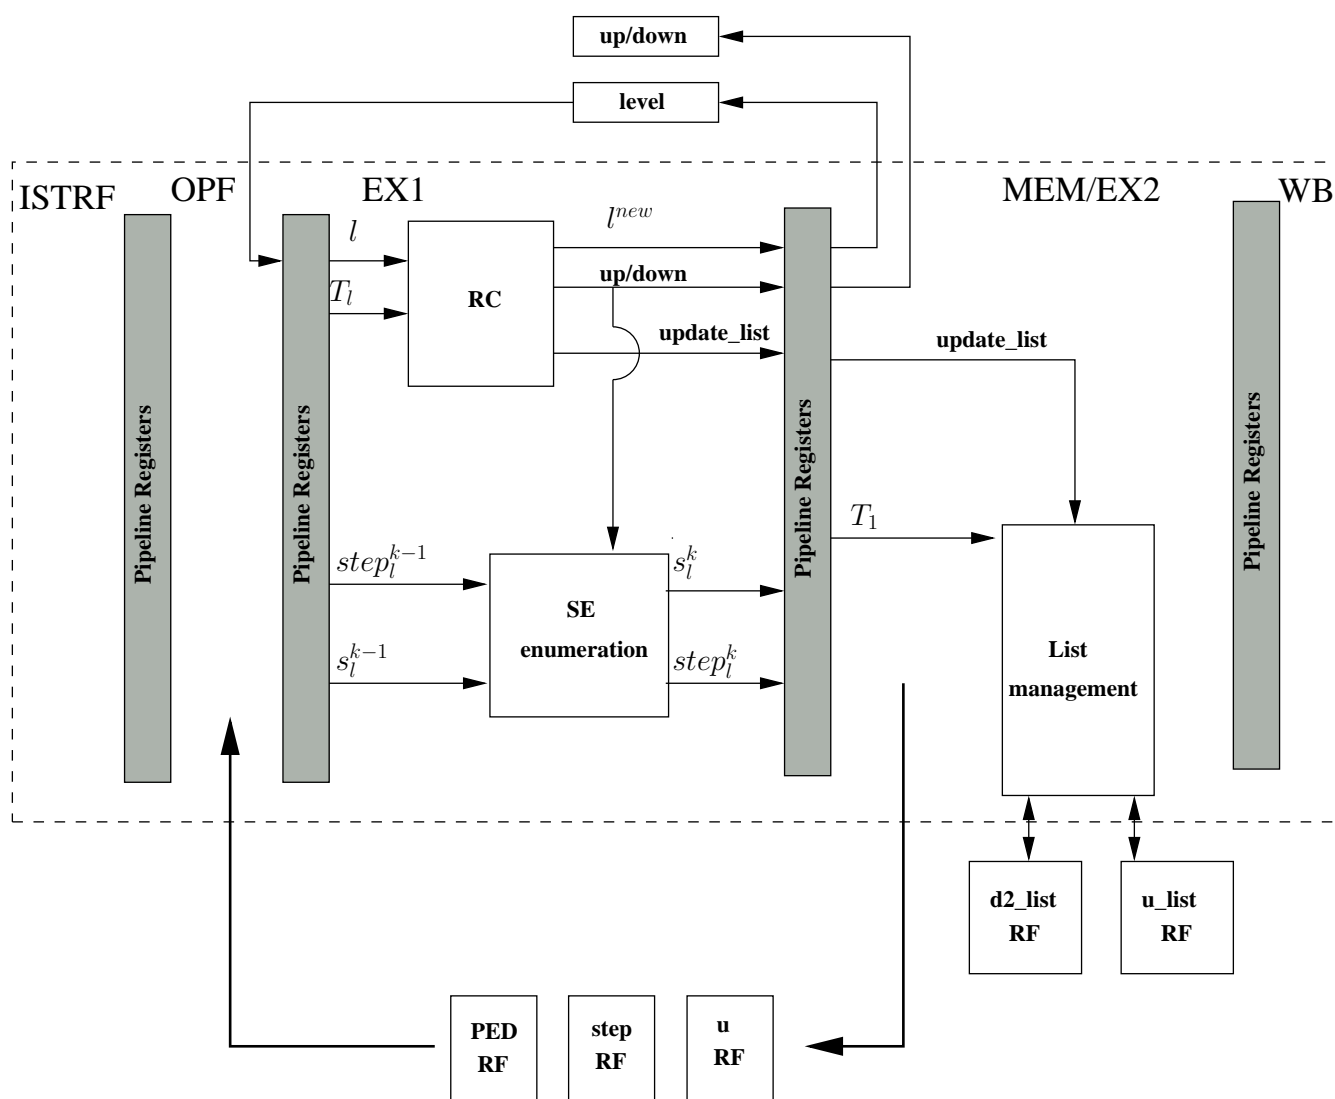 up/down
level
ISTRF
OPF
EX1
MEM/EX2
WB
l
l^{new}
T_l
RC
up/down
update_list
update_list
Pipeline Registers
Pipeline Registers
Pipeline Registers
Pipeline Registers
T_1
step_l^{k-1}
s_l^k
SE
enumeration
s_l^{k-1}
step_l^k
List
management
d2_list
RF
u_list
RF
PED
RF
step
RF
u
RF